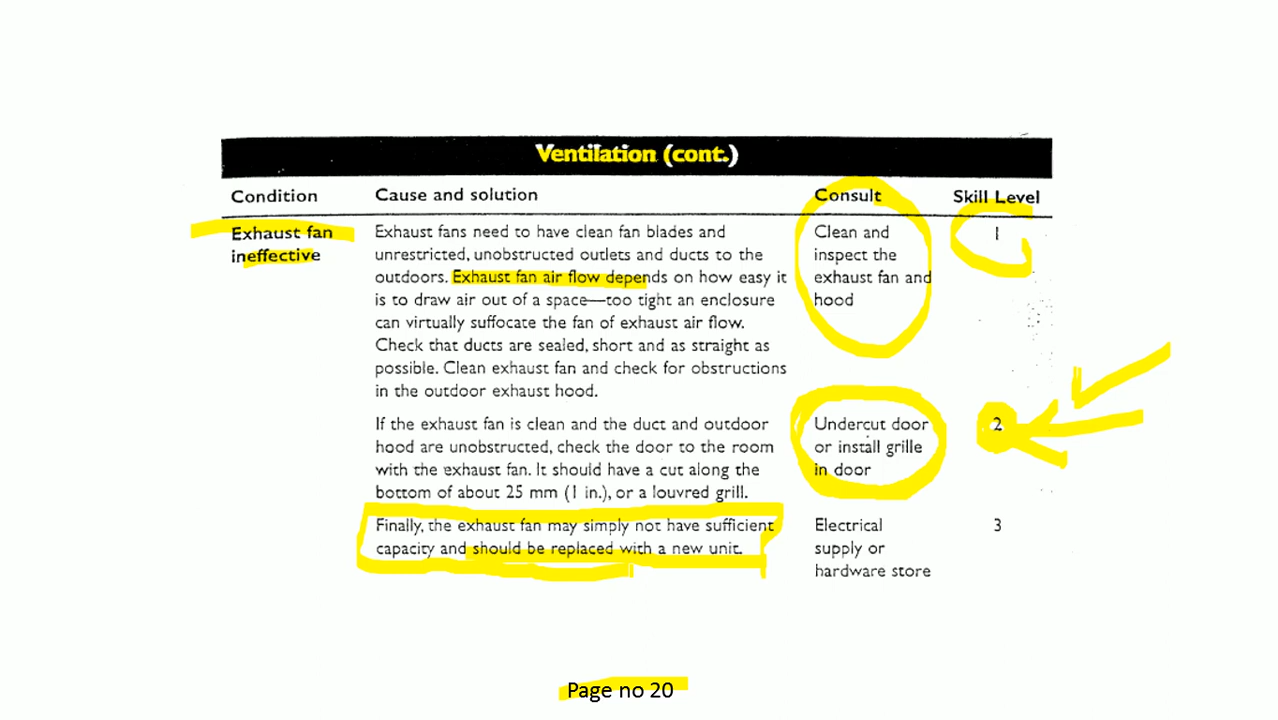 Ventilation (cont.)
Condition Cause and solution Consult Skill Level
Exhaust fan ineffective
Exhaust fans need to have clean fan blades and
unrestricted, unobstructed outlets and ducts to the
outdoors. Exhaust fan air flow depends on how easy it
is to draw air out of a space—too tight an enclosure
can virtually suffocate the fan of exhaust air flow.
Check that ducts are sealed, short and as straight as
possible. Clean exhaust fan and check for obstructions
in the outdoor exhaust hood.
Clean and
inspect the
exhaust fan and
hood
1
If the exhaust fan is clean and the duct and outdoor
hood are unobstructed, check the door to the room
with the exhaust fan. It should have a cut along the
bottom of about 25 mm (1 in.), or a louvred grill.
Undercut door
or install grille
in door
2
Finally, the exhaust fan may simply not have sufficient
capacity and should be replaced with a new unit.
Electrical
supply or
hardware store
3
Page no 20